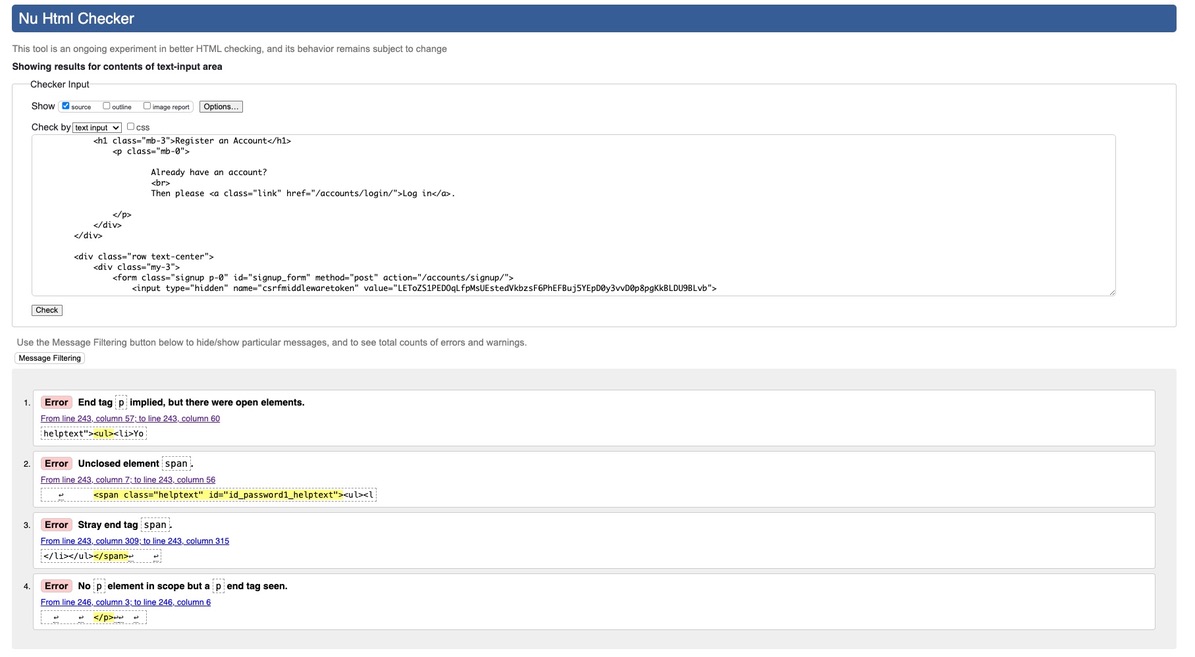 Nu Html Checker
This tool is an ongoing experiment in better HTML checking, and its behavior remains subject to change
Showing results for contents of text-input area
Checker Input
Show source outline image report Options...
Check by text input css
<h1 class="mb-3">Register an Account</h1>
<p class="mb-0">
Already have an account?
<br>
Then please <a class="link" href="/accounts/login/">Log in</a>.
</p>
</div>
</div>
<div class="row text-center">
<div class="my-3">
<form class="signup p-0" id="signup_form" method="post" action="/accounts/signup/">
<input type="hidden" name="csrfmiddlewaretoken" value="LEToZS1PEDOqLfpMsUEstedVkbzsF6PhEFBuj5YEpD0y3vvD0p8pgKkBLDU9BLvb">
Check
Use the Message Filtering button below to hide/show particular messages, and to see total counts of errors and warnings.
Message Filtering
1. Error End tag p implied, but there were open elements.
From line 243, column 57; to line 243, column 60
helptext"><ul><li>Yo
2. Error Unclosed element span.
From line 243, column 7; to line 243, column 56
↩ <span class="helptext" id="id_password1_helptext"><ul><l
3. Error Stray end tag span.
From line 243, column 309; to line 243, column 315
</li></ul></span>↩ ↩
4. Error No p element in scope but a p end tag seen.
From line 246, column 3; to line 246, column 6
↩ ↩ </p>↩↩ ↩